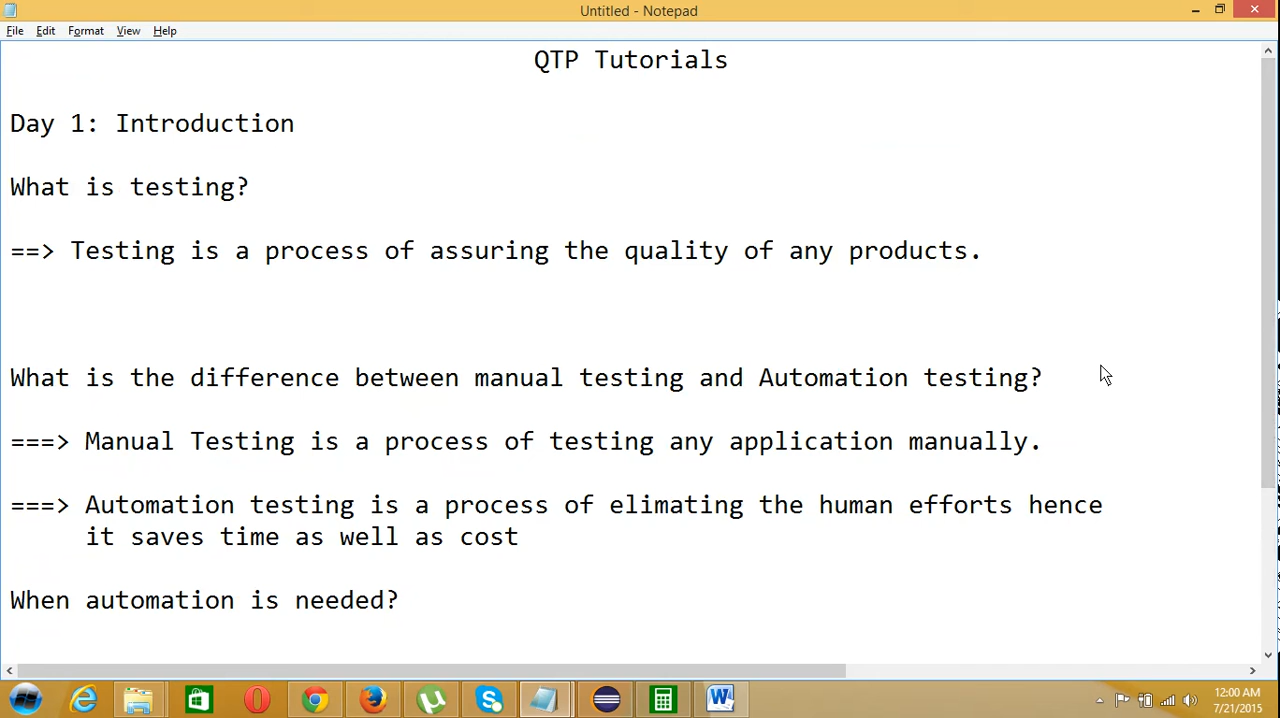 Untitled - Notepad
File Edit Format View Help
QTP Tutorials
Day 1: Introduction
What is testing?
==> Testing is a process of assuring the quality of any products.
What is the difference between manual testing and Automation testing?
===> Manual Testing is a process of testing any application manually.
===> Automation testing is a process of elimating the human efforts hence
it saves time as well as cost
When automation is needed?
12:00 AM
7/21/2015